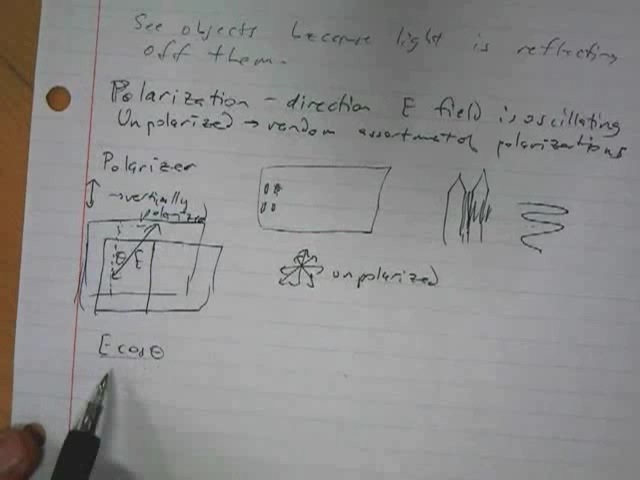 See objects because light is reflecting
off them.
Polarization - direction E field is oscillating
Unpolarized → random assortment of polarizations
Polarizer
→ vertically
polarized
θ E
unpolarized
E cos θ